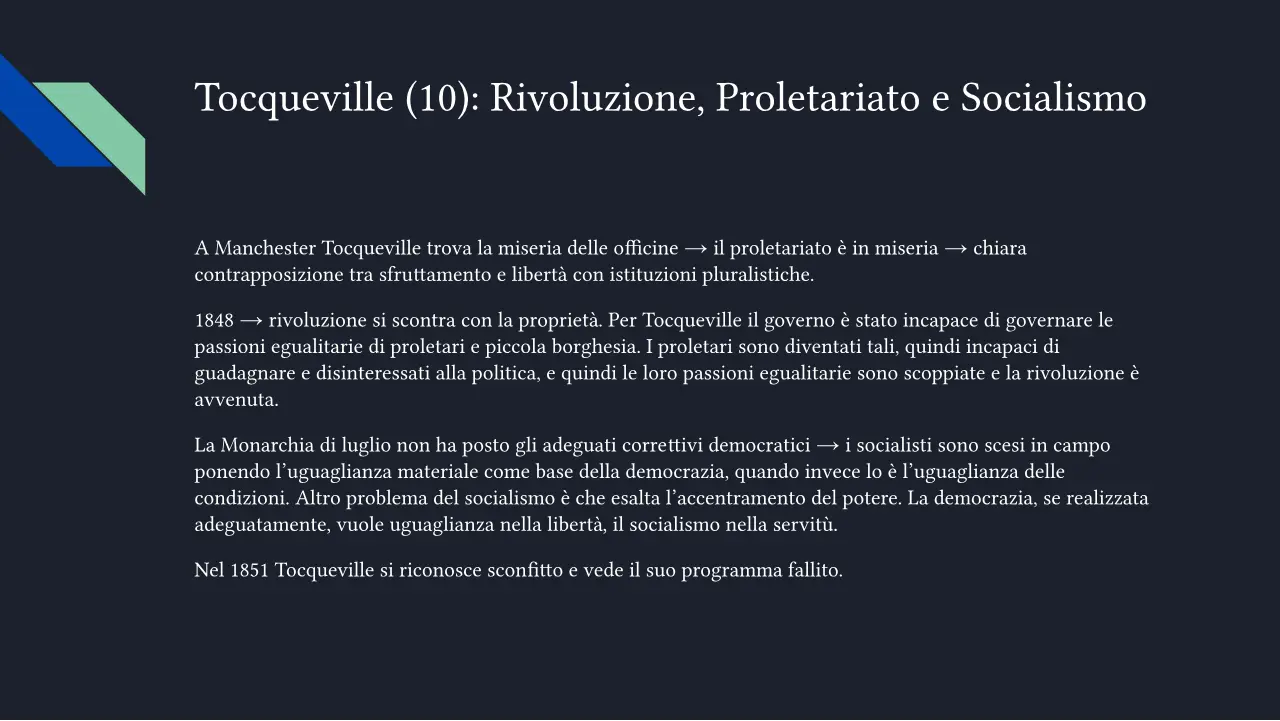 Tocqueville (10): Rivoluzione, Proletariato e Socialismo
A Manchester Tocqueville trova la miseria delle officine → il proletariato è in miseria → chiara
contrapposizione tra sfruttamento e libertà con istituzioni pluralistiche.
1848 → rivoluzione si scontra con la proprietà. Per Tocqueville il governo è stato incapace di governare le
passioni egualitarie di proletari e piccola borghesia. I proletari sono diventati tali, quindi incapaci di
guadagnare e disinteressati alla politica, e quindi le loro passioni egualitarie sono scoppiate e la rivoluzione è
avvenuta.
La Monarchia di luglio non ha posto gli adeguati correttivi democratici → i socialisti sono scesi in campo
ponendo l’uguaglianza materiale come base della democrazia, quando invece lo è l’uguaglianza delle
condizioni. Altro problema del socialismo è che esalta l’accentramento del potere. La democrazia, se realizzata
adeguatamente, vuole uguaglianza nella libertà, il socialismo nella servitù.
Nel 1851 Tocqueville si riconosce sconfitto e vede il suo programma fallito.